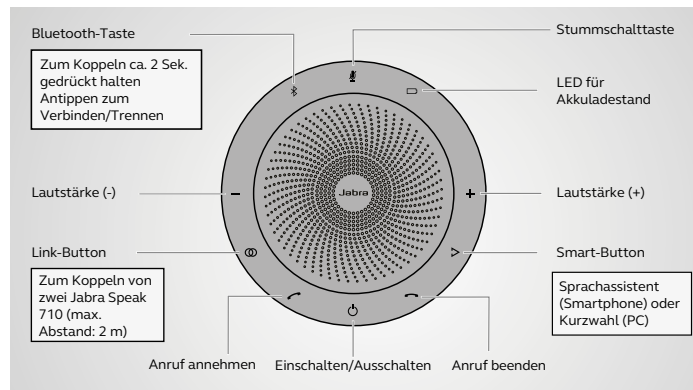 Bluetooth-Taste
Zum Koppeln ca. 2 Sek.
gedrückt halten
Antippen zum
Verbinden/Trennen
Stummschalttaste
LED für
Akkuladestand
Lautstärke (-)
Jabra
Lautstärke (+)
Link-Button
Zum Koppeln von
zwei Jabra Speak
710 (max.
Abstand: 2 m)
Smart-Button
Sprachassistent
(Smartphone) oder
Kurzwahl (PC)
Anruf annehmen
Einschalten/Ausschalten
Anruf beenden